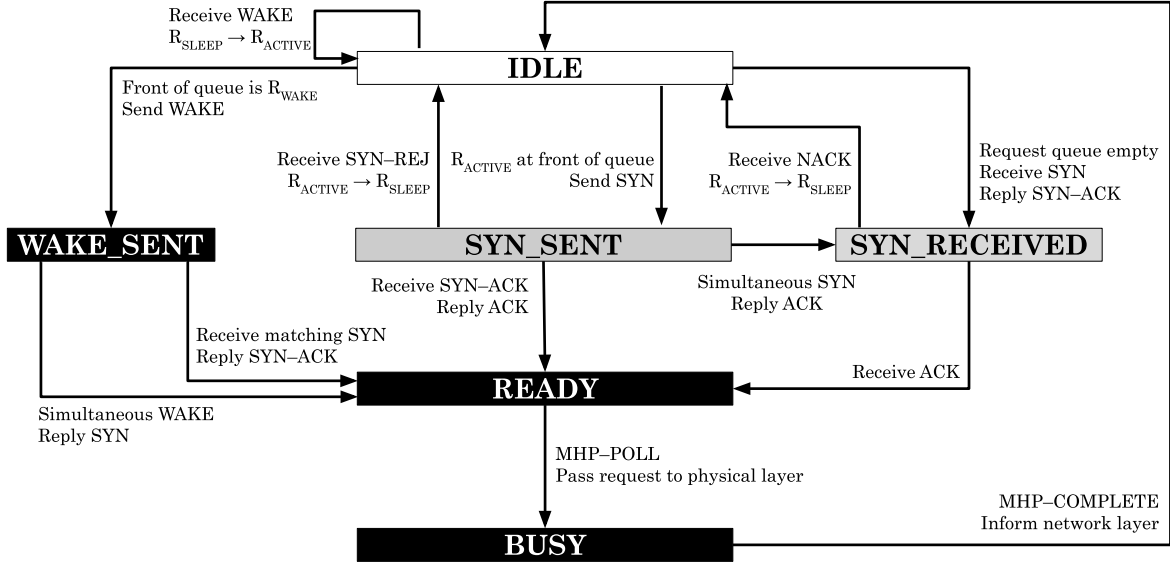 Receive WAKE
R_SLEEP → R_ACTIVE
IDLE
Front of queue is R_WAKE
Send WAKE
Receive SYN–REJ
R_ACTIVE → R_SLEEP
R_ACTIVE at front of queue
Send SYN
Receive NACK
R_ACTIVE → R_SLEEP
Request queue empty
Receive SYN
Reply SYN–ACK
WAKE_SENT
SYN_SENT
SYN_RECEIVED
Receive SYN–ACK
Reply ACK
Simultaneous SYN
Reply ACK
Receive matching SYN
Reply SYN–ACK
READY
Receive ACK
Simultaneous WAKE
Reply SYN
MHP–POLL
Pass request to physical layer
MHP–COMPLETE
Inform network layer
BUSY